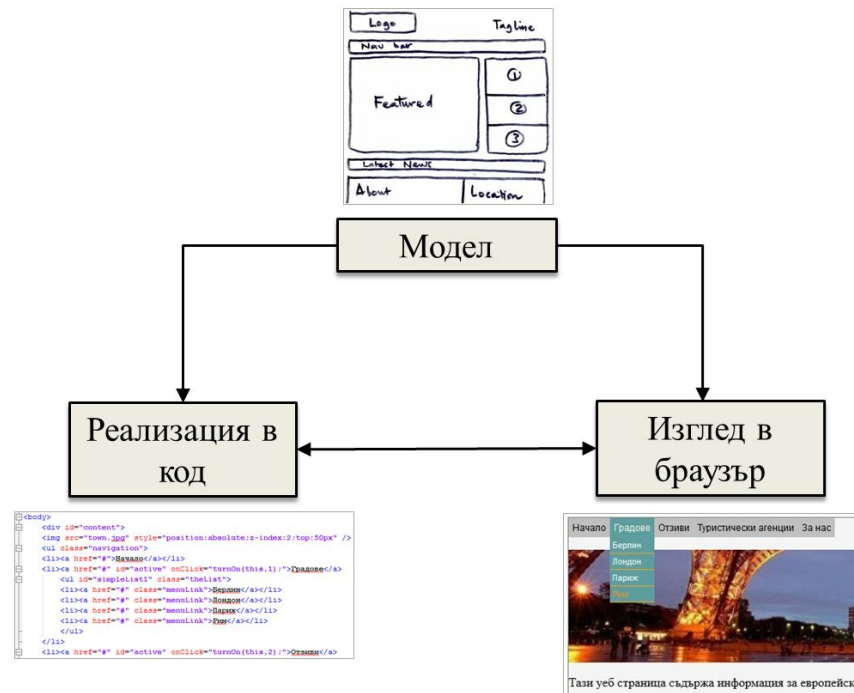 Logo
Tagline
Nav bar
Featured
①
②
③
Latest News
About
Location
Модел
Реализация в
код
Изглед в
браузър
<body>
<div id="content">
<img src="town.jpg" style="position:absolute;z-index:2;top:50px" />
<ul class="navigation">
<li><a href="#">Начало</a></li>
<li><a href="#" id="active" onClick="turnOn(this,1);">Градове</a>
<ul id="simpleList1" class="theList">
<li><a href="#" class="menuLink">Берлин</a></li>
<li><a href="#" class="menuLink">Лондон</a></li>
<li><a href="#" class="menuLink">Париж</a></li>
<li><a href="#" class="menuLink">Рим</a></li>
</ul>
</li>
<li><a href="#" id="active" onClick="turnOn(this,2);">Отзиви</a>
Начало Градове Отзиви Туристически агенции За нас
Берлин
Лондон
Париж
Рим
Тази уеб страница съдържа информация за европейск